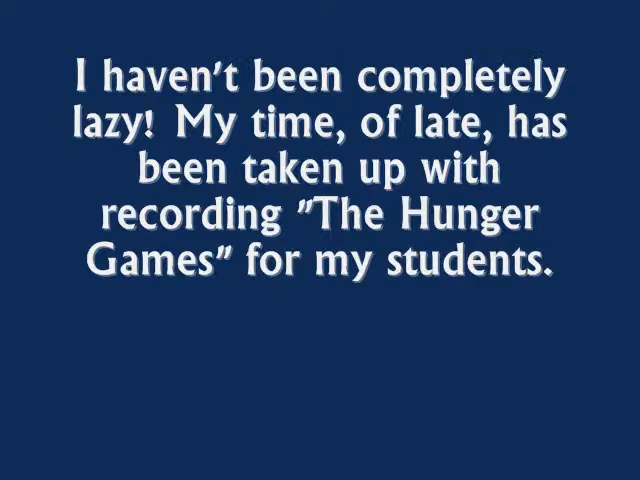 I haven't been completely
lazy!  My time, of late, has
been taken up with
recording "The Hunger
Games" for my students.